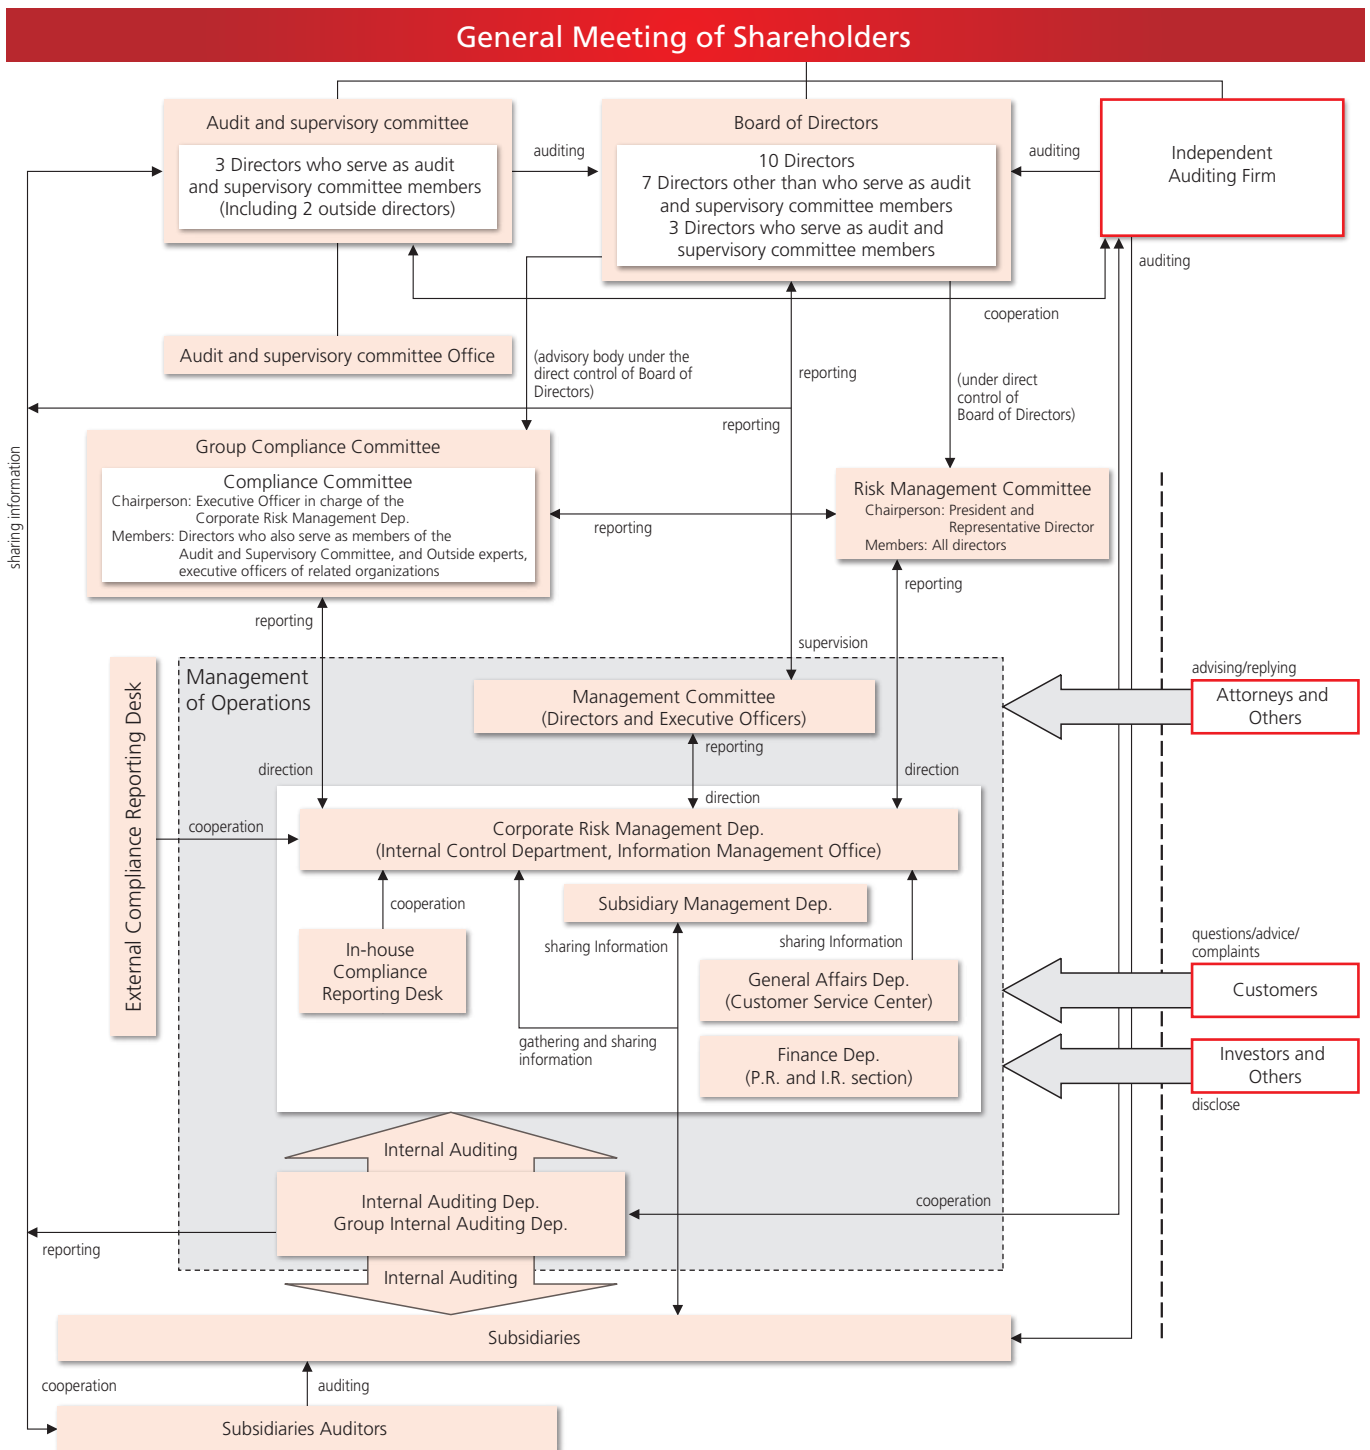 General Meeting of Shareholders
Audit and supervisory committee
3 Directors who serve as audit
and supervisory committee members
(Including 2 outside directors)
auditing
Board of Directors
10 Directors
7 Directors other than who serve as audit
and supervisory committee members
3 Directors who serve as audit and
supervisory committee members
auditing
Independent
Auditing Firm
auditing
cooperation
Audit and supervisory committee Office
(advisory body under the
direct control of Board of
Directors)
reporting
(under direct
control of
Board of Directors)
reporting
sharing information
Group Compliance Committee
Compliance Committee
Chairperson: Executive Officer in charge of the
Corporate Risk Management Dep.
Members: Directors who also serve as members of the
Audit and Supervisory Committee, and Outside experts,
executive officers of related organizations
reporting
Risk Management Committee
Chairperson: President and
Representative Director
Members: All directors
reporting
reporting
supervision
External Compliance Reporting Desk
Management
of Operations
Management Committee
(Directors and Executive Officers)
advising/replying
Attorneys and
Others
reporting
direction
direction
direction
cooperation
Corporate Risk Management Dep.
(Internal Control Department, Information Management Office)
cooperation
Subsidiary Management Dep.
sharing Information
sharing Information
In-house
Compliance
Reporting Desk
General Affairs Dep.
(Customer Service Center)
questions/advice/
complaints
Customers
gathering and sharing
information
Finance Dep.
(P.R. and I.R. section)
Investors and
Others
disclose
Internal Auditing
Internal Auditing Dep.
Group Internal Auditing Dep.
cooperation
reporting
Internal Auditing
Subsidiaries
cooperation
auditing
Subsidiaries Auditors